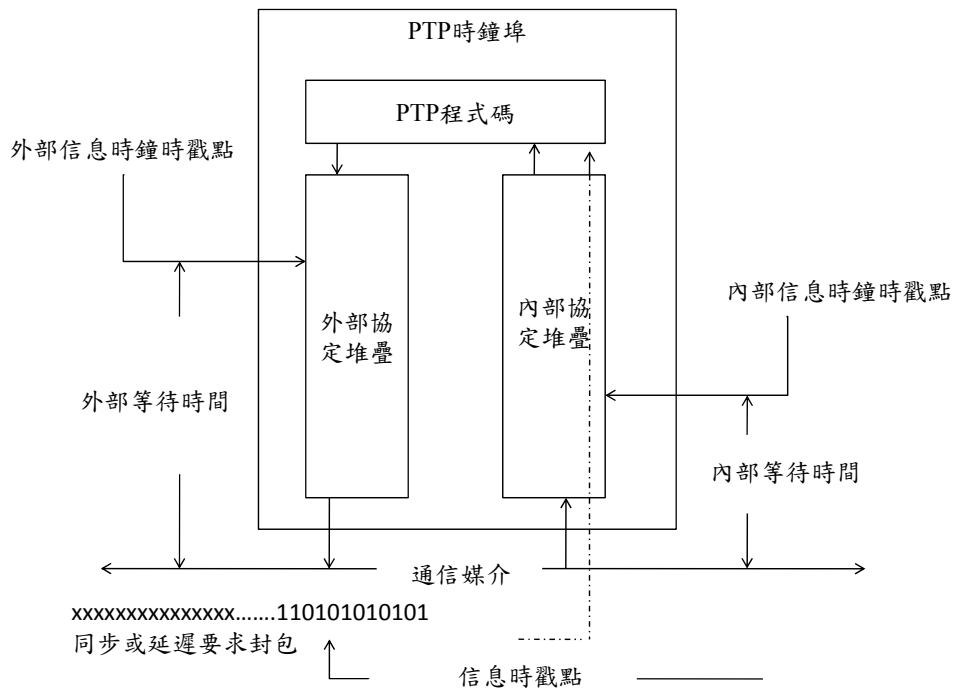 PTP時鐘埠
PTP程式碼
外部信息時鐘時戳點
內部信息時鐘時戳點
外部協
定堆疊
內部協
定堆疊
外部等待時間
內部等待時間
通信媒介
xxxxxxxxxxxxxxx.......110101010101
同步或延遲要求封包
信息時戳點